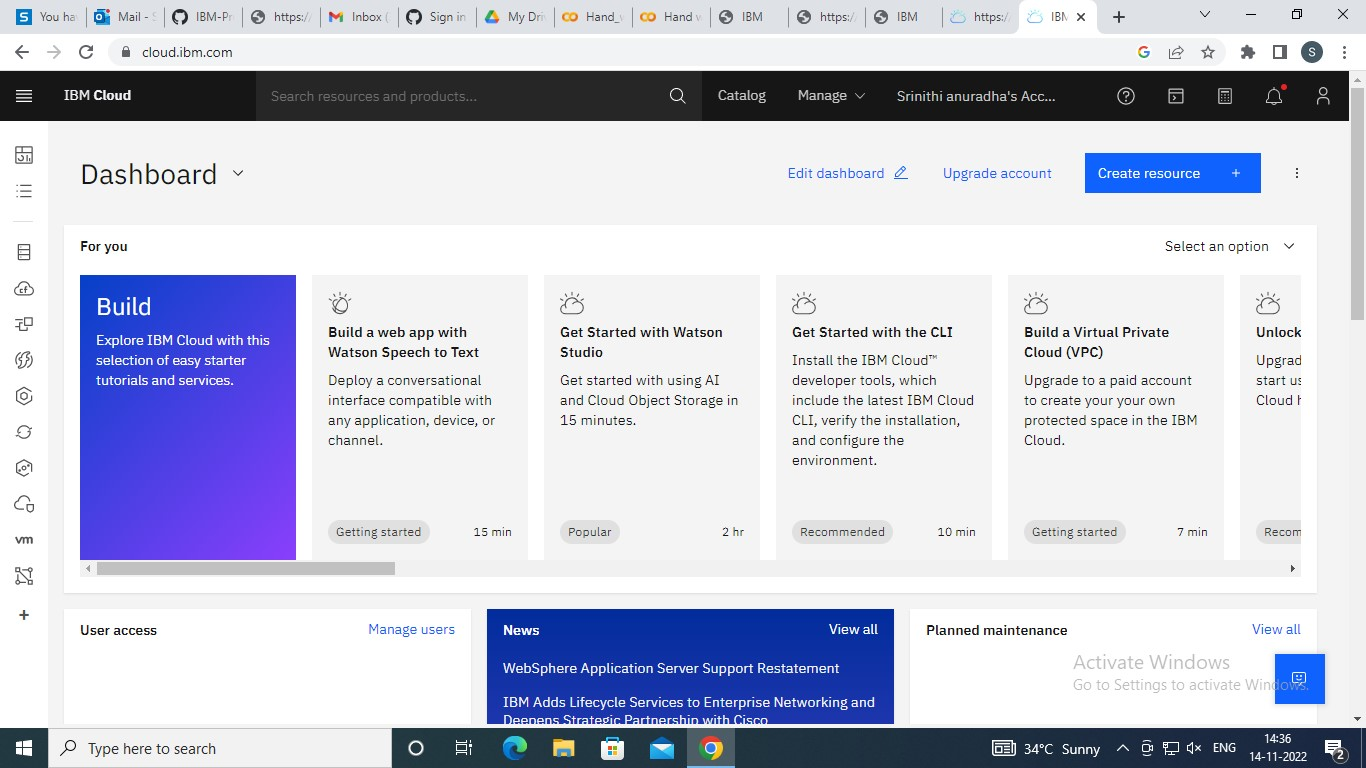 You ha
Mail - S
IBM-Pr
https:/
Inbox (
Sign in
My Driv
Hand_w
Hand w
IBM
https:/
IBM
https:/
IBM
cloud.ibm.com
S
IBM Cloud
Search resources and products...
Catalog
Manage
Srinithi anuradha's Acc...
Dashboard
Edit dashboard
Upgrade account
Create resource +
For you
Select an option
Build
Explore IBM Cloud with this
selection of easy starter
tutorials and services.
Build a web app with
Watson Speech to Text
Deploy a conversational
interface compatible with
any application, device, or
channel.
Getting started
15 min
Get Started with Watson
Studio
Get started with using AI
and Cloud Object Storage in
15 minutes.
Popular
2 hr
Get Started with the CLI
Install the IBM Cloud™
developer tools, which
include the latest IBM Cloud
CLI, verify the installation,
and configure the
environment.
Recommended
10 min
Build a Virtual Private
Cloud (VPC)
Upgrade to a paid account
to create your your own
protected space in the IBM
Cloud.
Getting started
7 min
Unlock
Upgrad
start us
Cloud h
Recom
cf
vm
User access
Manage users
News
View all
WebSphere Application Server Support Restatement
IBM Adds Lifecycle Services to Enterprise Networking and
Deepens Strategic Partnership with Cisco
Planned maintenance
View all
Activate Windows
Go to Settings to activate Windows.
Type here to search
34°C Sunny
ENG
14:36
14-11-2022
2